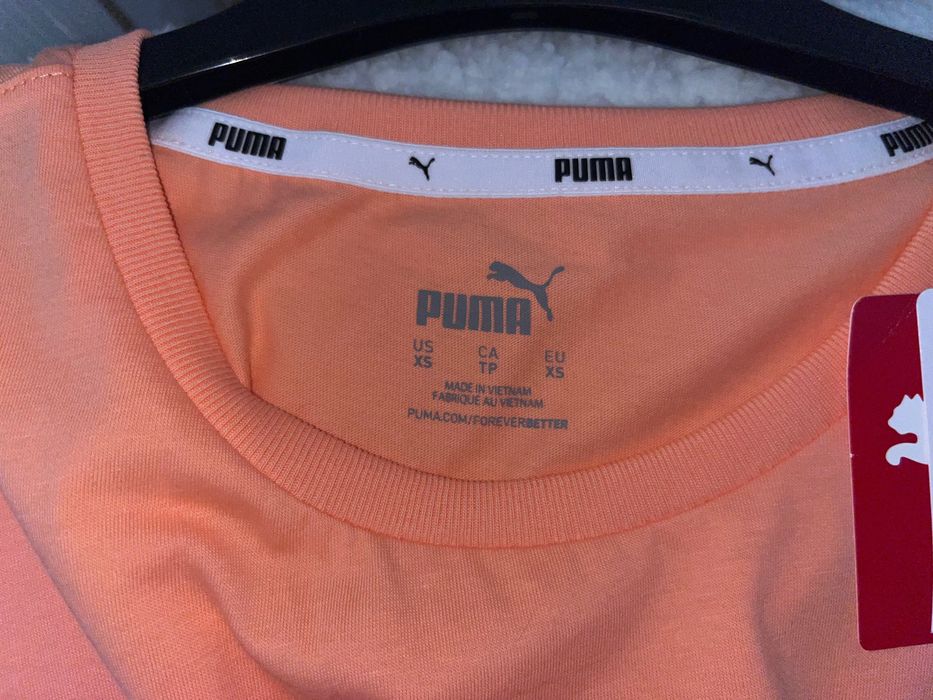 PUMA PUMA PUMA
PUMA
US CA EU
XS TP XS
MADE IN VIETNAM
FABRIQUE AU VIETNAM
PUMA.COM/FOREVERBETTER